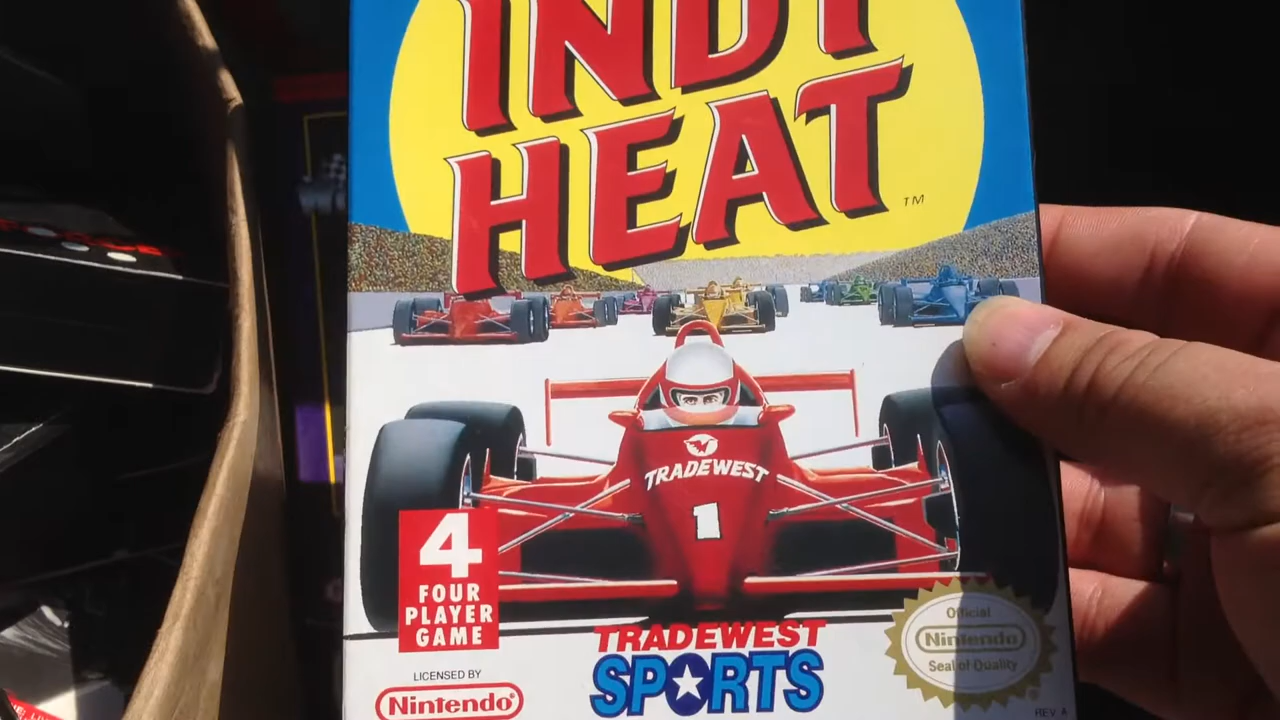 INDY
HEAT
TM
TRADEWEST
1
4
FOUR
PLAYER
GAME
TRADEWEST
SPORTS
LICENSED BY
Nintendo®
Official
Nintendo
Seal of Quality
REV. A